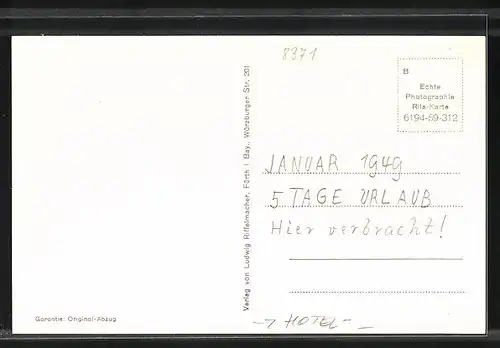 8371
B
Echte
Photographie
Rila-Karte
6194-59-312
Verlag von Ludwig Riffelmacher, Fürth i. Bay., Würzburger Str. 201
JANUAR 1949
5 TAGE URLAUB
Hier verbracht!
Garantie: Original-Abzug
→ HOTEL -